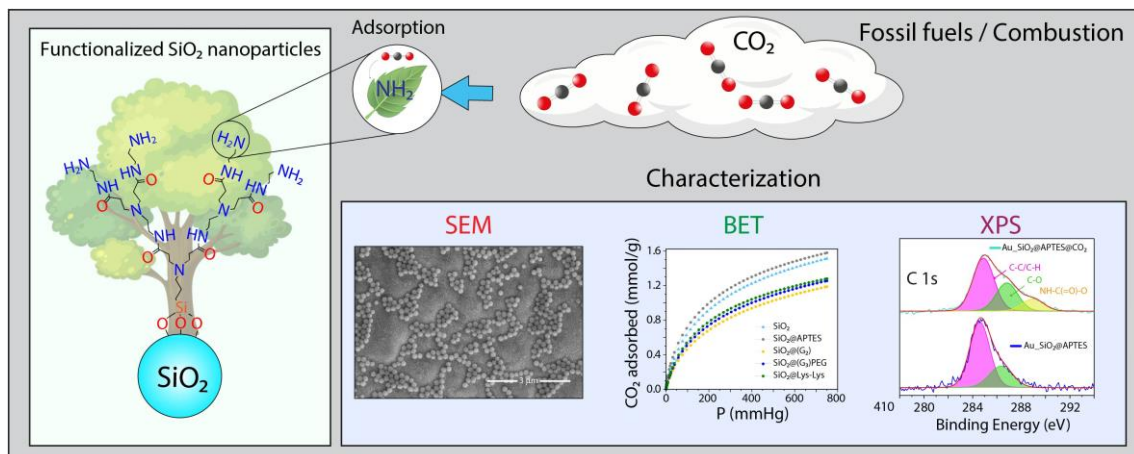 Functionalized SiO₂ nanoparticles
NH₂
H₂N
HN
NH
O
O
N
NH
O
H₂N
NH
O
HN
NH₂
O
N
HN
O
N
Si
O O O
SiO₂
Adsorption
NH₂
CO₂
Fossil fuels / Combustion
Characterization
SEM
3 μm
BET
CO₂ adsorbed (mmol/g)
1.6
1.2
0.8
0.4
0.0
0 200 400 600 800
P (mmHg)
SiO₂
SiO₂@APTES
SiO₂@(G₂)
SiO₂@(G₃)PEG
SiO₂@Lys-Lys
XPS
Au_SiO₂@APTES@CO₂
C 1s
C-C/C-H
C-O
NH-C(=O)-O
Au_SiO₂@APTES
410 280 284 288 292
Binding Energy (eV)